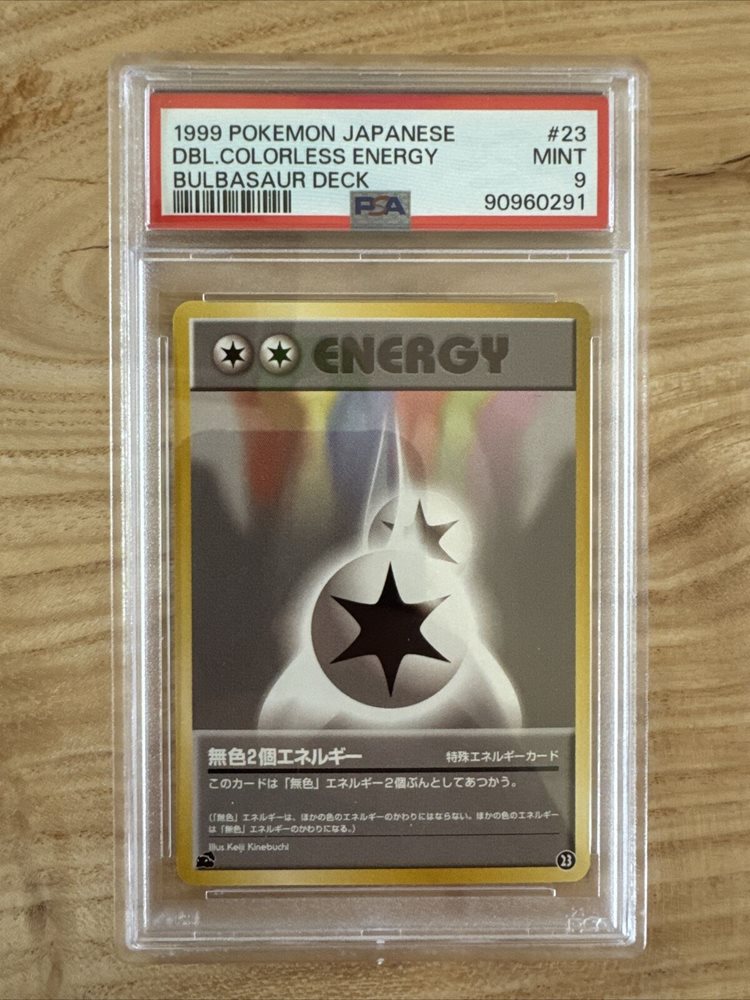 1999 POKEMON JAPANESE #23
DBL.COLORLESS ENERGY MINT
BULBASAUR DECK 9
PSA 90960291
ENERGY
無色2個エネルギー 特殊エネルギーカード
このカードは「無色」エネルギー2個ぶんとしてあつかう。
(「無色」エネルギーは、ほかの色のエネルギーのかわりにはならない。ほかの色のエネルギー
は「無色」エネルギーのかわりになる。)
Illus.Keiji Kinebuchi
23